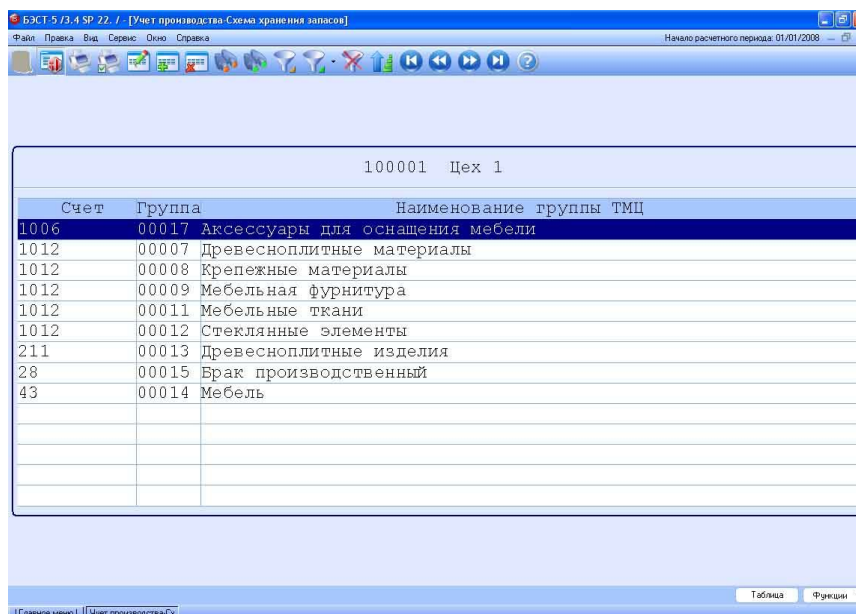 БЭСТ-5 /3.4 SP 22. / - [Учет производства-Схема хранения запасов]
Файл Правка Вид Сервис Окно Справка Начало расчетного периода: 01/01/2008
100001 Цех 1
Счет Группа Наименование группы ТМЦ
1006 00017 Аксессуары для оснащения мебели
1012 00007 Древесноплитные материалы
1012 00008 Крепежные материалы
1012 00009 Мебельная фурнитура
1012 00011 Мебельные ткани
1012 00012 Стеклянные элементы
211 00013 Древесноплитные изделия
28 00015 Брак производственный
43 00014 Мебель
Таблица Функции
[Главное меню] Учет производства-Сх